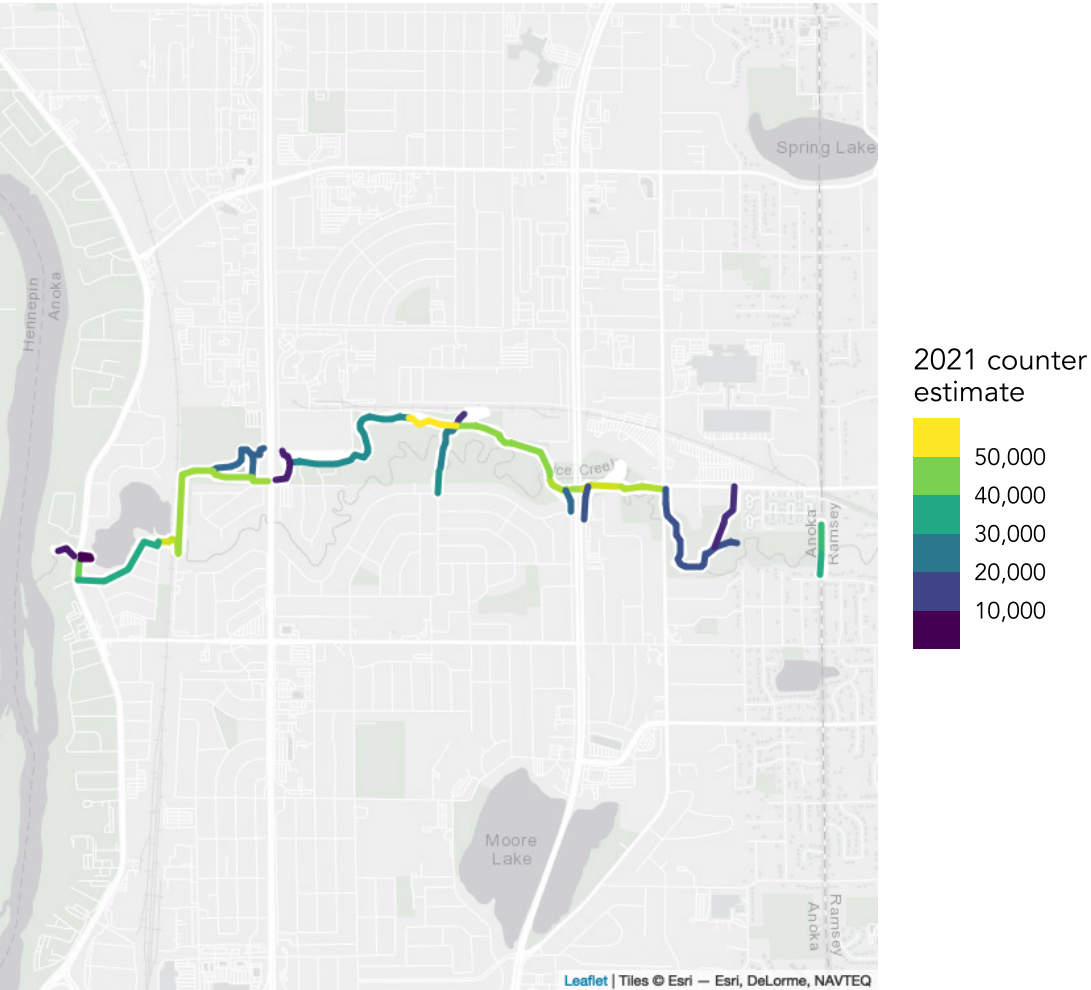 Spring Lake
Hennepin
Anoka
2021 counter
estimate
50,000
40,000
30,000
20,000
10,000
ice Creek
Anoka
Ramsey
Moore
Lake
Anoka
Ramsey
Leaflet | Tiles © Esri — Esri, DeLorme, NAVTEQ